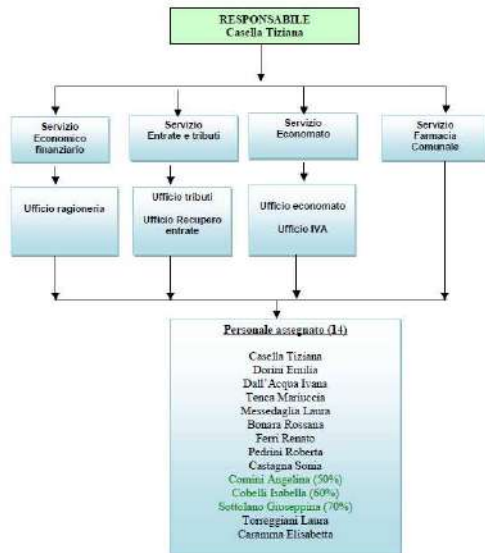 RESPONSABILE
Casella Tiziana
Servizio
Economico
finanziario
Servizio
Entrate e tributi
Servizio
Economato
Servizio
Farmacia
Comunale
Ufficio ragioneria
Ufficio tributi
Ufficio Recupero
entrate
Ufficio economato
Ufficio IVA
Personale assegnato (14)
Casella Tiziana
Dorini Emilia
Dall'Acqua Ivana
Tenca Mariuccia
Messedaglia Laura
Bonara Rossana
Ferri Renato
Pedrini Roberta
Castagna Sonia
Comini Angelina (50%)
Cobelli Isabella (60%)
Sottolano Giuseppina (70%)
Torreggiani Laura
Caramma Elisabetta